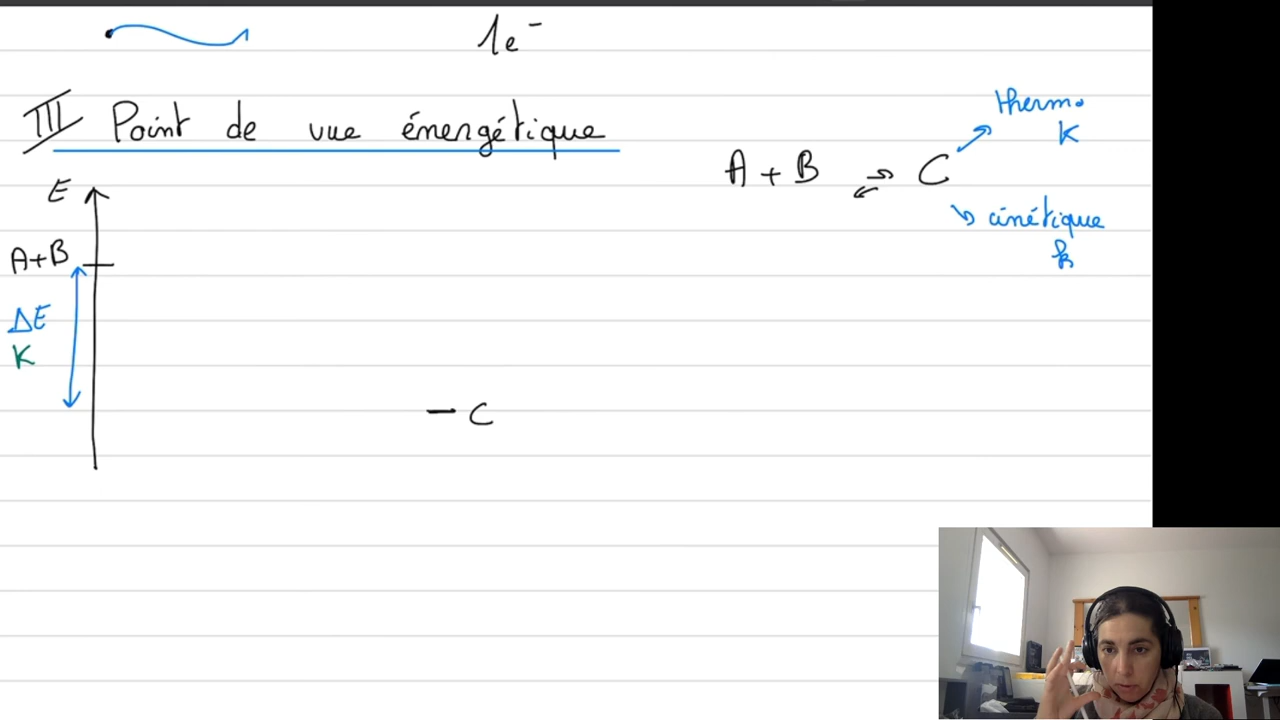 1e⁻
III Point de vue énergétique
thermo
K
A + B ⇌ C
cinétique
k
E
A+B
ΔE
K
C